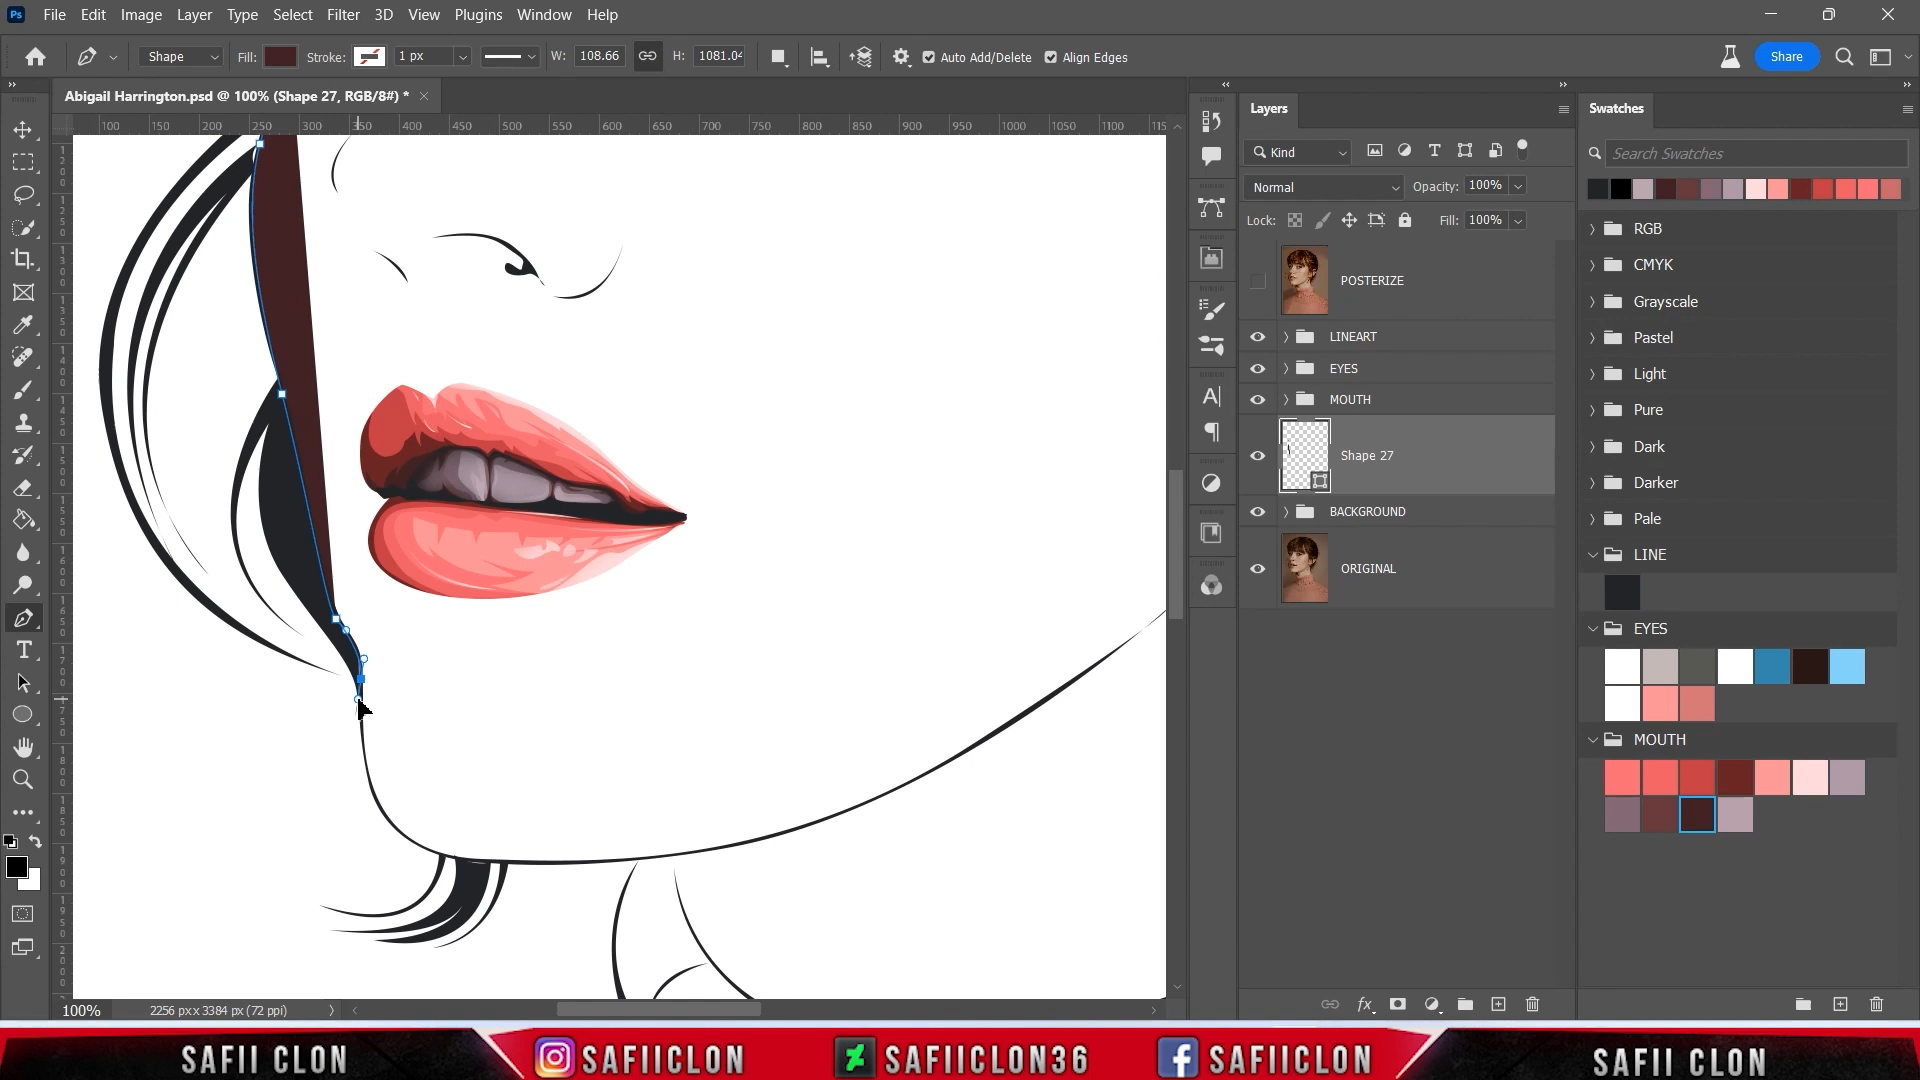 Ps File Edit Image Layer Type Select Filter 3D View Plugins Window Help
Shape Fill: Stroke: 1 px W: 108.66 H: 1081.04 Auto Add/Delete Align Edges Share
Abigail Harrington.psd @ 100% (Shape 27, RGB/8#) *
100 150 200 250 300 350 400 450 500 550 600 650 700 750 800 850 900 950 1000 1050 1100 115
Layers
Kind
Normal Opacity: 100%
Lock: Fill: 100%
POSTERIZE
LINEART
EYES
MOUTH
Shape 27
BACKGROUND
ORIGINAL
Swatches
Search Swatches
RGB
CMYK
Grayscale
Pastel
Light
Pure
Dark
Darker
Pale
LINE
EYES
MOUTH
100% 2256 px x 3384 px (72 ppi)
SAFII CLON SAFIICLON SAFIICLON36 SAFIICLON SAFII CLON